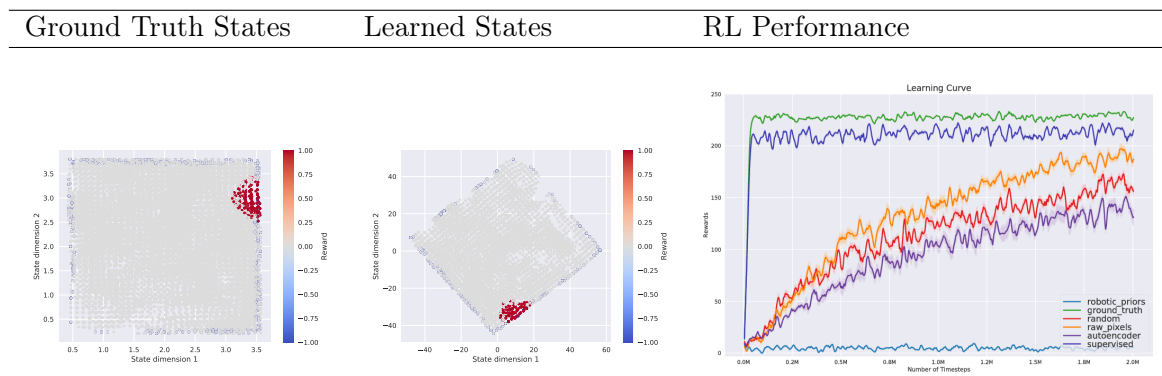 Ground Truth States Learned States RL Performance
3.5
3.0
2.5
2.0
1.5
1.0
0.5
0.5 1.0 1.5 2.0 2.5 3.0 3.5
State dimension 1
State dimension 2
1.00
0.75
0.50
0.25
0.00
−0.25
−0.50
−0.75
−1.00
Reward
40
20
0
−20
−40
−40 −20 0 20 40 60
State dimension 1
State dimension 2
1.00
0.75
0.50
0.25
0.00
−0.25
−0.50
−0.75
−1.00
Reward
Learning Curve
250
200
150
100
50
0
Rewards
0.0M 0.2M 0.5M 0.8M 1.0M 1.2M 1.5M 1.8M 2.0M
Number of Timesteps
robotic_priors
ground_truth
random
raw_pixels
autoencoder
supervised